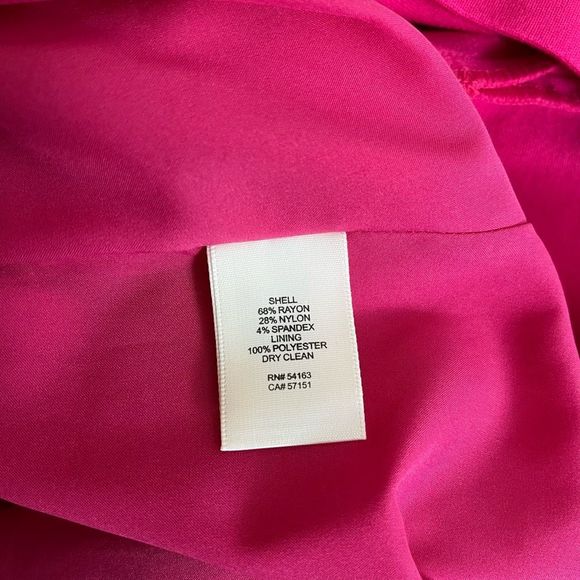 SHELL
68% RAYON
28% NYLON
4% SPANDEX
LINING
100% POLYESTER
DRY CLEAN
RN# 54163
CA# 57151